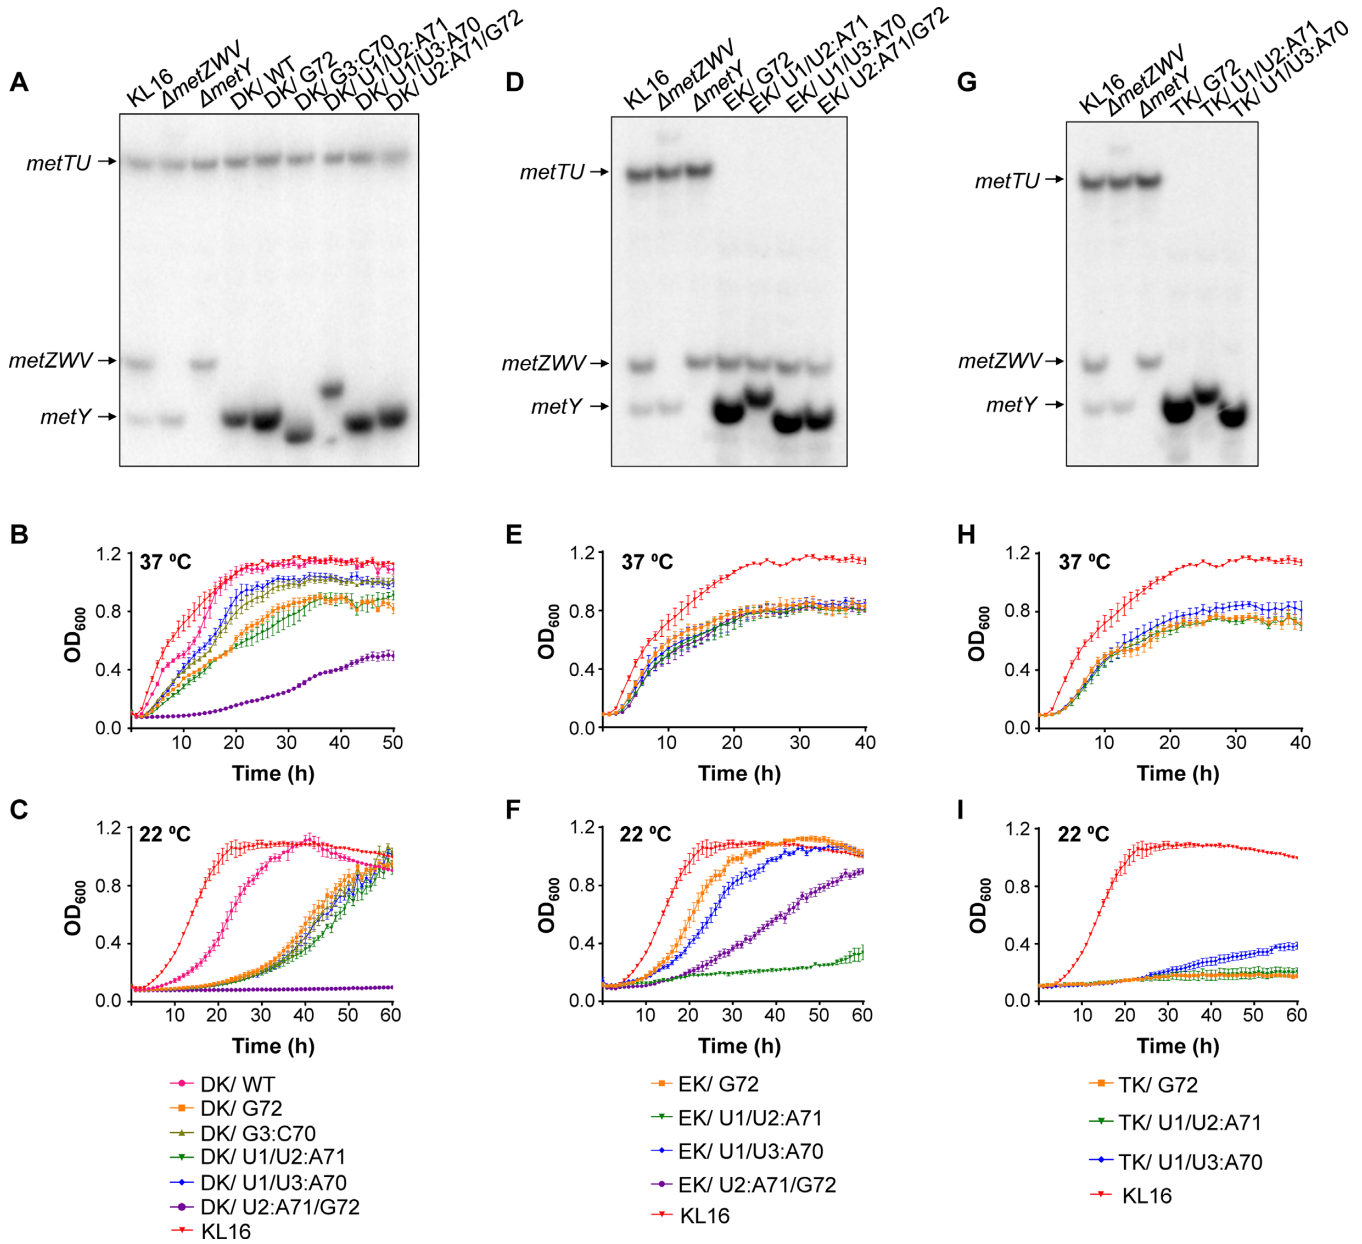 A
KL16
ΔmetZWV
ΔmetY
DK/ WT
DK/ G72
DK/ G3:C70
DK/ U1/U2:A71
DK/ U1/U3:A70
DK/ U2:A71/G72
metTU
metZWV
metY
D
KL16
ΔmetZWV
ΔmetY
EK/ G72
EK/ U1/U2:A71
EK/ U1/U3:A70
EK/ U2:A71/G72
metTU
metZWV
metY
G
KL16
ΔmetZWV
ΔmetY
TK/ G72
TK/ U1/U2:A71
TK/ U1/U3:A70
metTU
metZWV
metY
B
37 ºC
1.2
0.8
0.4
0.0
OD600
10 20 30 40 50
Time (h)
E
37 ºC
1.2
0.8
0.4
0.0
OD600
10 20 30 40
Time (h)
H
37 ºC
1.2
0.8
0.4
0.0
OD600
10 20 30 40
Time (h)
C
22 ºC
1.2
0.8
0.4
0.0
OD600
10 20 30 40 50 60
Time (h)
F
22 ºC
1.2
0.8
0.4
0.0
OD600
10 20 30 40 50 60
Time (h)
I
22 ºC
1.2
0.8
0.4
0.0
OD600
10 20 30 40 50 60
Time (h)
DK/ WT
DK/ G72
DK/ G3:C70
DK/ U1/U2:A71
DK/ U1/U3:A70
DK/ U2:A71/G72
KL16
EK/ G72
EK/ U1/U2:A71
EK/ U1/U3:A70
EK/ U2:A71/G72
KL16
TK/ G72
TK/ U1/U2:A71
TK/ U1/U3:A70
KL16